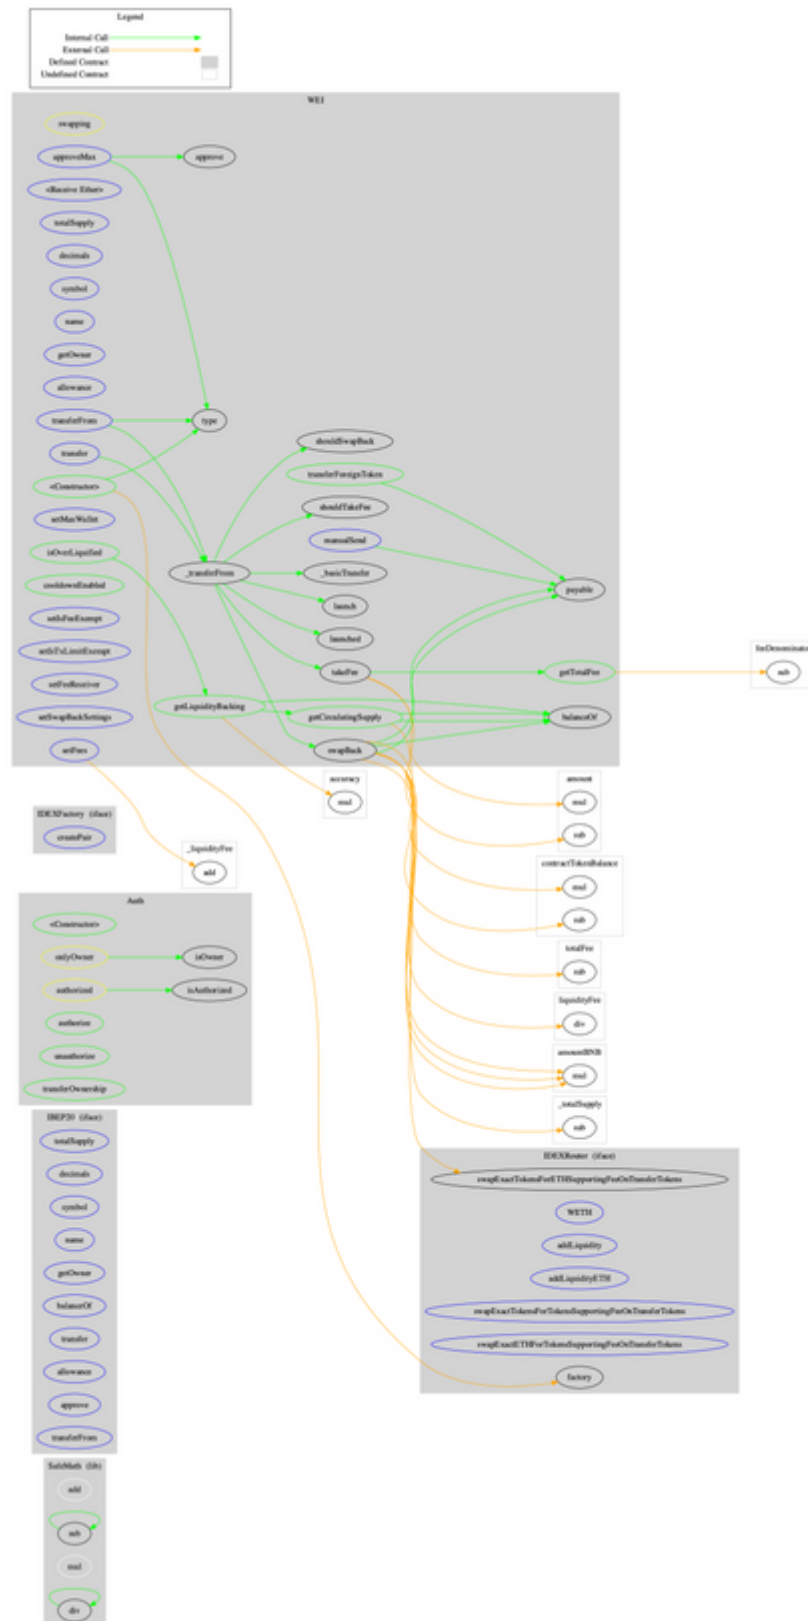 Legend
Internal Call
External Call
Defined Contract
Undefined Contract
WEI
swapping
approveMax
approve
<Receive Ether>
totalSupply
decimals
symbol
name
getOwner
allowance
transferFrom
type
transfer
shouldSwapBack
<Constructor>
transferForeignToken
setMaxWallet
shouldTakeFee
isOverLiquified
manualSend
cooldownEnabled
_transferFrom
_basicTransfer
payable
setIsFeeExempt
launch
setIsTxLimitExempt
launched
feeDenominator
setFeeReceiver
takeFee
getTotalFee
sub
setSwapBackSettings
getLiquidityBacking
getCirculatingSupply
balanceOf
setFees
swapBack
accuracy
mul
amount
mul
sub
IDEXFactory (iface)
createPair
_liquidityFee
add
contractTokenBalance
mul
sub
Auth
<Constructor>
onlyOwner
isOwner
authorized
isAuthorized
authorize
unauthorize
transferOwnership
totalFee
sub
liquidityFee
div
amountBNB
mul
_totalSupply
sub
IBEP20 (iface)
totalSupply
decimals
symbol
name
getOwner
balanceOf
transfer
allowance
approve
transferFrom
IDEXRouter (iface)
swapExactTokensForETHSupportingFeeOnTransferTokens
WETH
addLiquidity
addLiquidityETH
swapExactTokensForTokensSupportingFeeOnTransferTokens
swapExactETHForTokensSupportingFeeOnTransferTokens
factory
SafeMath (lib)
add
sub
mul
div